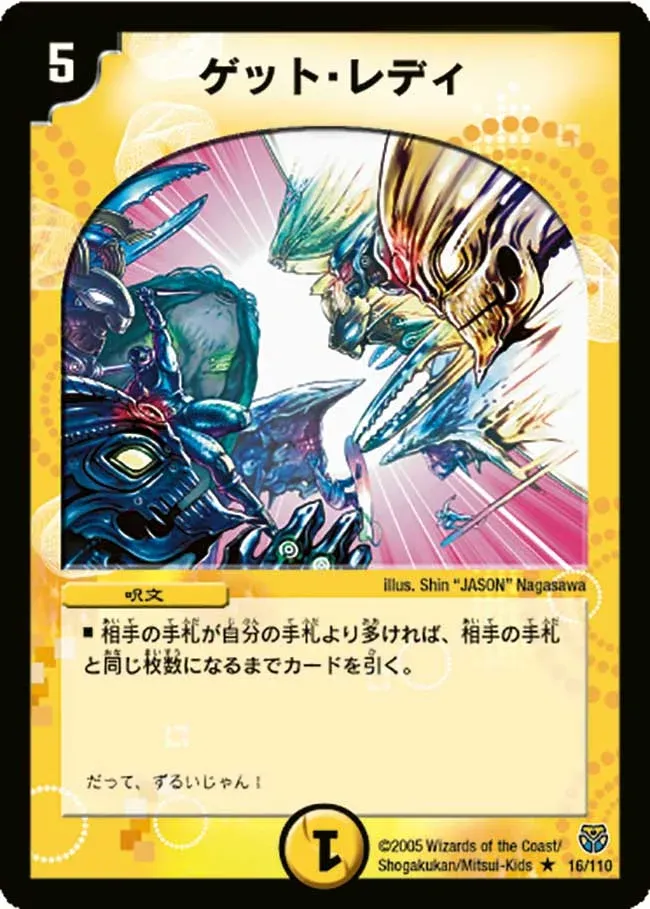 5
ゲット・レディ
illus. Shin “JASON” Nagasawa
呪文
■ 相手の手札が自分の手札より多ければ、相手の手札
と同じ枚数になるまでカードを引く。
だって、ずるいじゃん！
1
©2005 Wizards of the Coast/
Shogakukan/Mitsui-Kids ★ 16/110